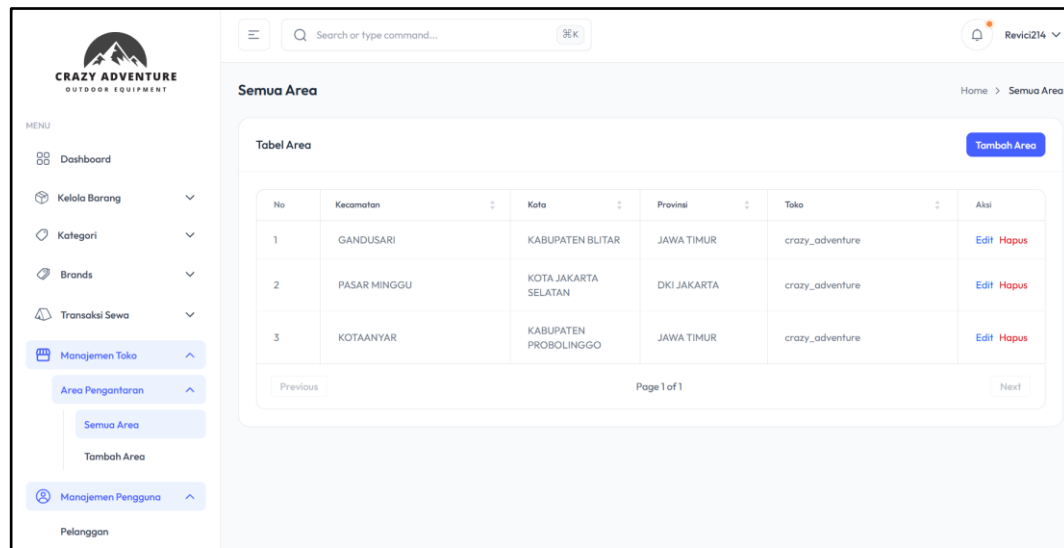 CRAZY ADVENTURE
OUTDOOR EQUIPMENT
MENU
Dashboard
Kelola Barang
Kategori
Brands
Transaksi Sewa
Manajemen Toko
Area Pengantaran
Semua Area
Tambah Area
Manajemen Pengguna
Pelanggan
Search or type command... ⌘K
Revici214
Semua Area
Home > Semua Area
Tabel Area
Tambah Area
No Kecamatan Kota Provinsi Toko Aksi
1 GANDUSARI KABUPATEN BLITAR JAWA TIMUR crazy_adventure Edit Hapus
2 PASAR MINGGU KOTA JAKARTA SELATAN DKI JAKARTA crazy_adventure Edit Hapus
3 KOTAANYAR KABUPATEN PROBOLINGGO JAWA TIMUR crazy_adventure Edit Hapus
Previous Page 1 of 1 Next